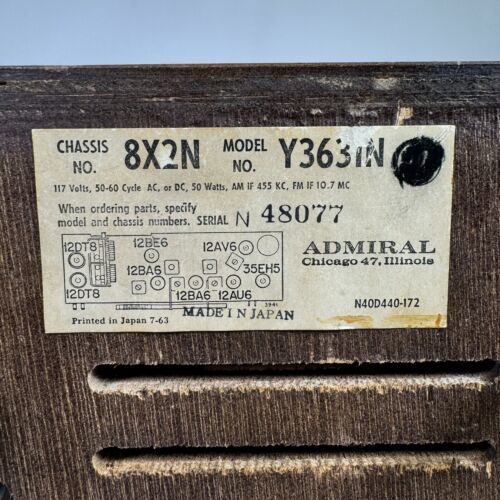 CHASSIS NO. 8X2N MODEL NO. Y3631N
117 Volts, 50-60 Cycle AC, or DC, 50 Watts, AM IF 455 KC, FM IF 10.7 MC
When ordering parts, specify
model and chassis numbers. SERIAL N 48077
12DT8 12BE6 12AV6
12BA6 35EH5
12DT8 12BA6 12AU6
3941
ADMIRAL
Chicago 47, Illinois
N40D440-172
MADE IN JAPAN
Printed in Japan 7-63